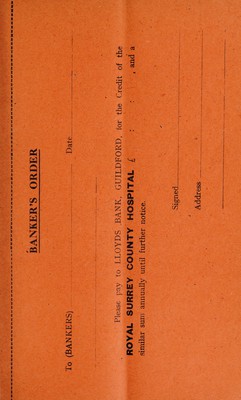 BANKER'S ORDER
To (BANKERS) Date
Please pay to LLOYDS BANK, GUILDFORD, for the Credit of the
ROYAL SURREY COUNTY HOSPITAL £ : : , and a
similar sum annually until further notice.
Signed
Address